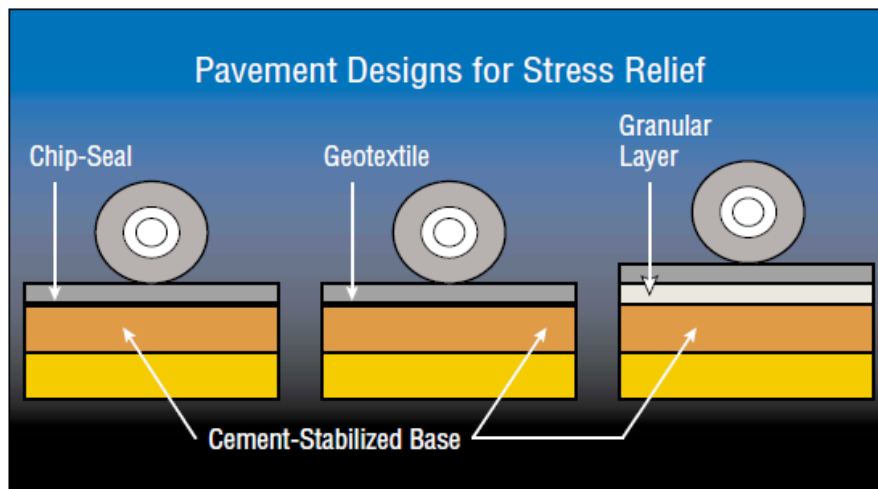 Pavement Designs for Stress Relief
Chip-Seal
Geotextile
Granular
Layer
Cement-Stabilized Base